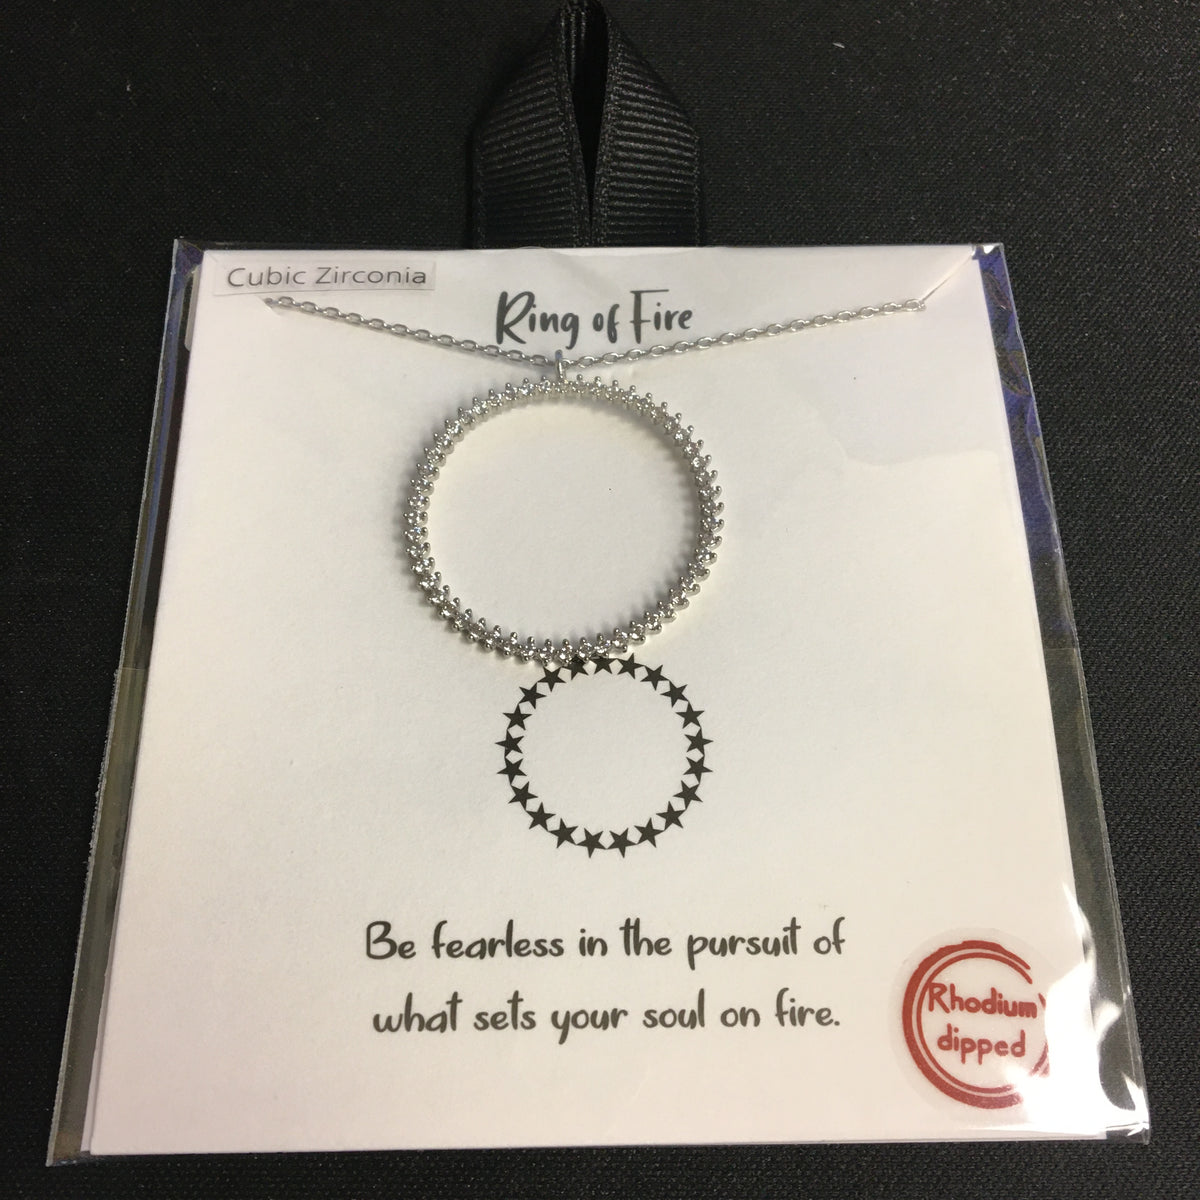 Cubic Zirconia
Ring of Fire
Be fearless in the pursuit of
what sets your soul on fire.
Rhodium
dipped